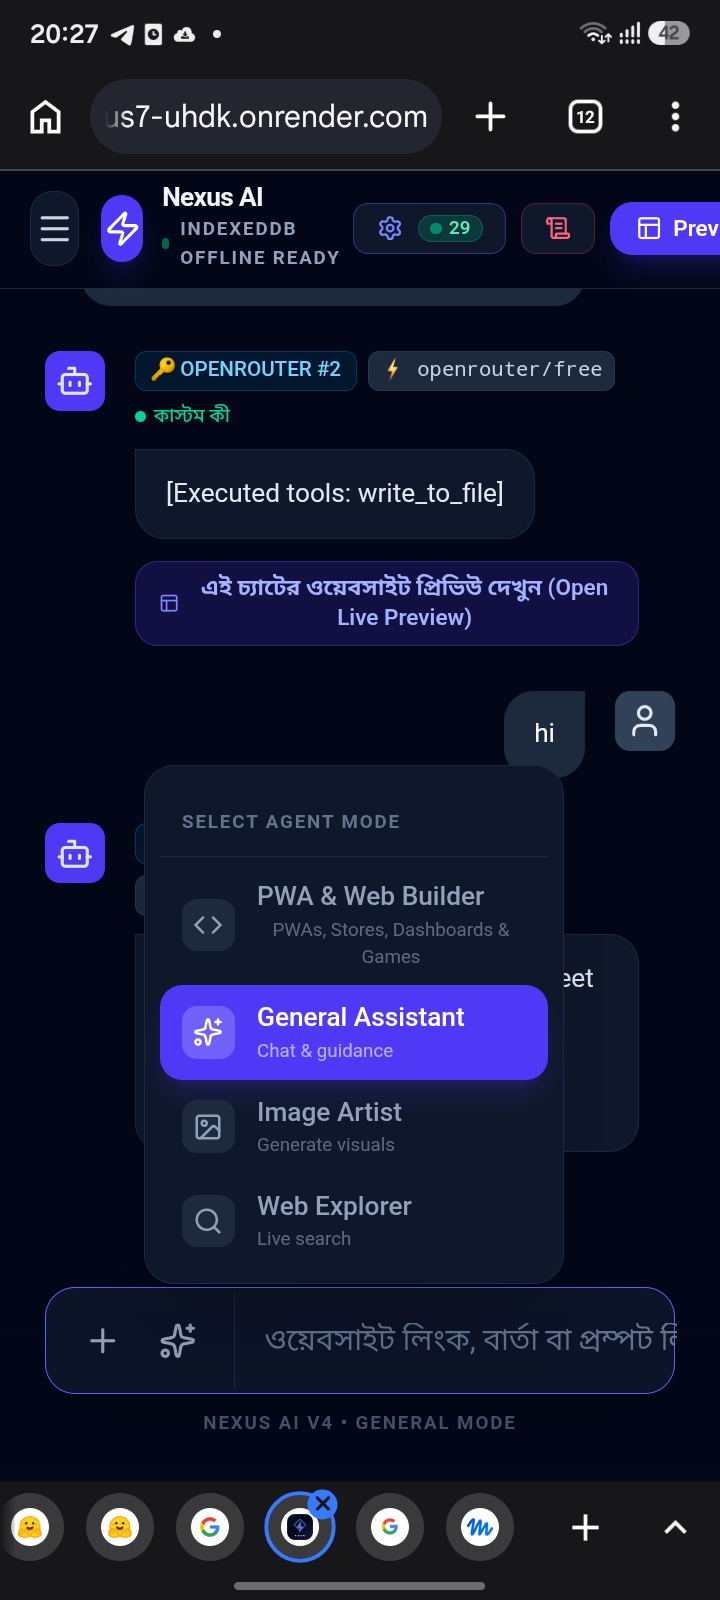 20:27
42
us7-uhdk.onrender.com
12
Nexus AI
INDEXEDDB
OFFLINE READY
29
Prev
🔑 OPENROUTER #2
⚡ openrouter/free
কাস্টম কী
[Executed tools: write_to_file]
এই চ্যাটের ওয়েবসাইট প্রিভিউ দেখুন (Open
Live Preview)
hi
SELECT AGENT MODE
PWA & Web Builder
PWAs, Stores, Dashboards &
Games
eet
General Assistant
Chat & guidance
Image Artist
Generate visuals
Web Explorer
Live search
ওয়েবসাইট লিংক, বার্তা বা প্রম্পট
NEXUS AI V4 • GENERAL MODE